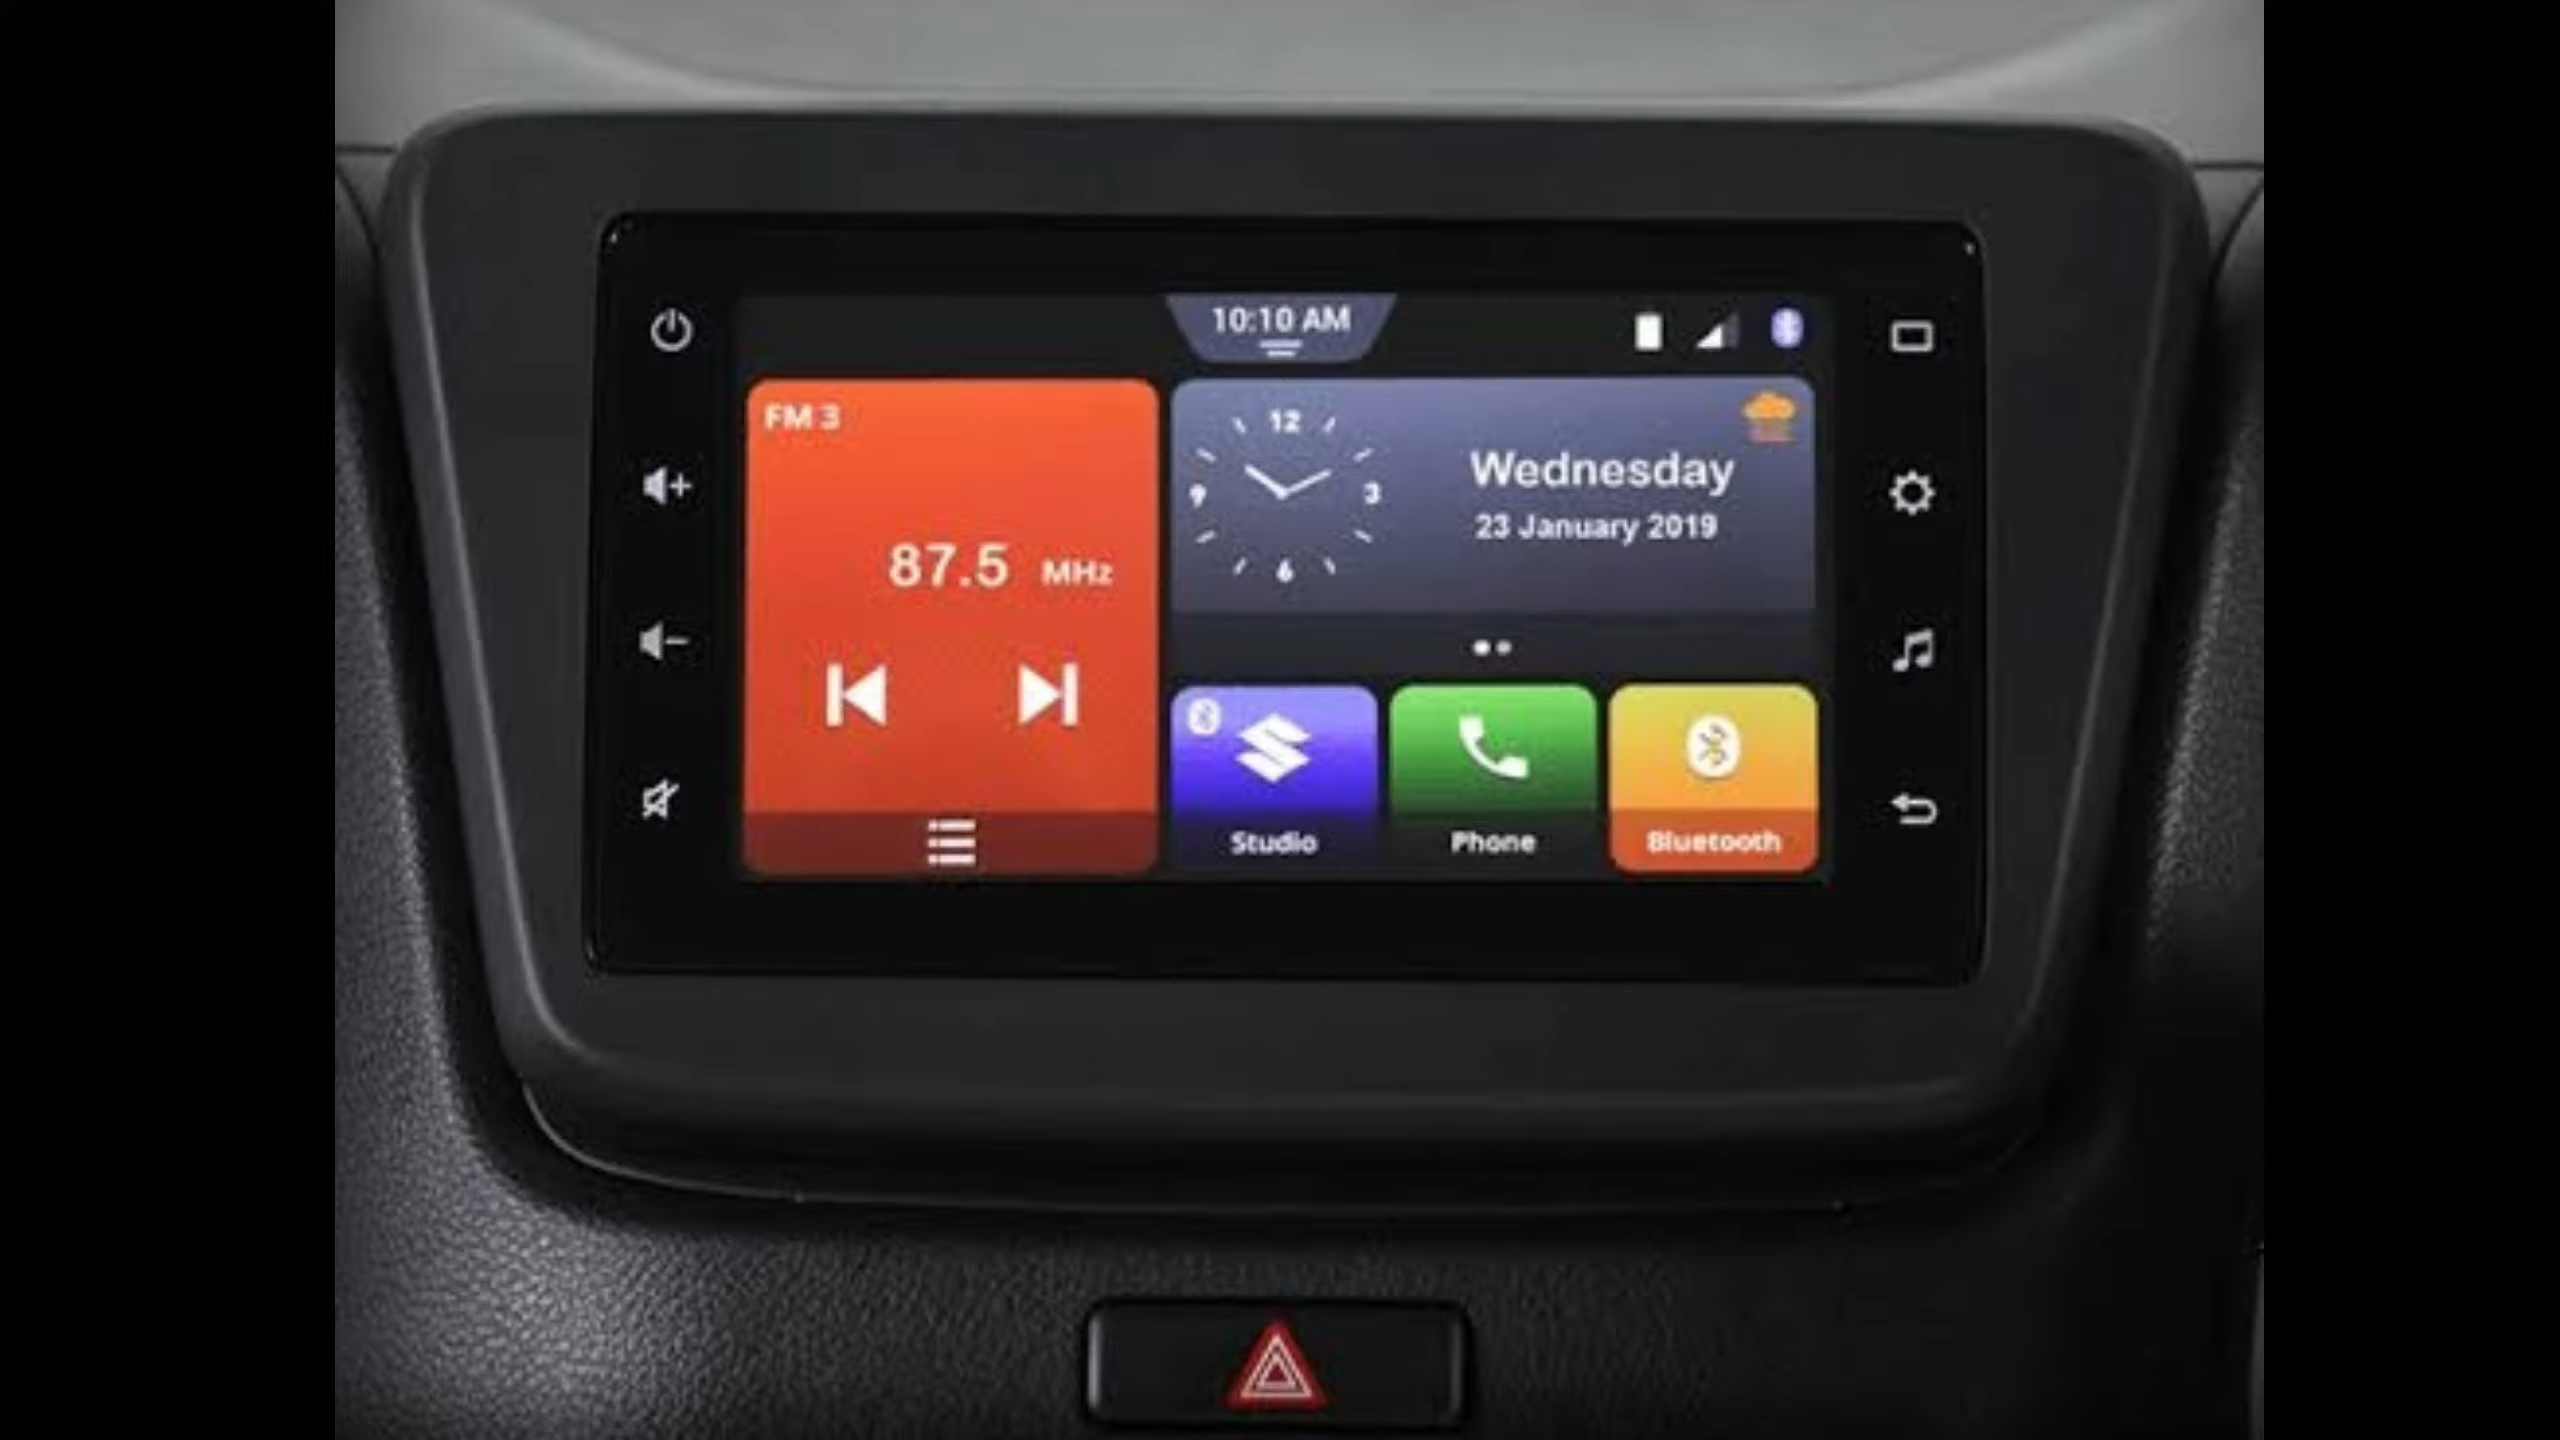 10:10 AM
FM 3
87.5 MHz
12
9
3
6
Wednesday
23 January 2019
Studio
Phone
Bluetooth